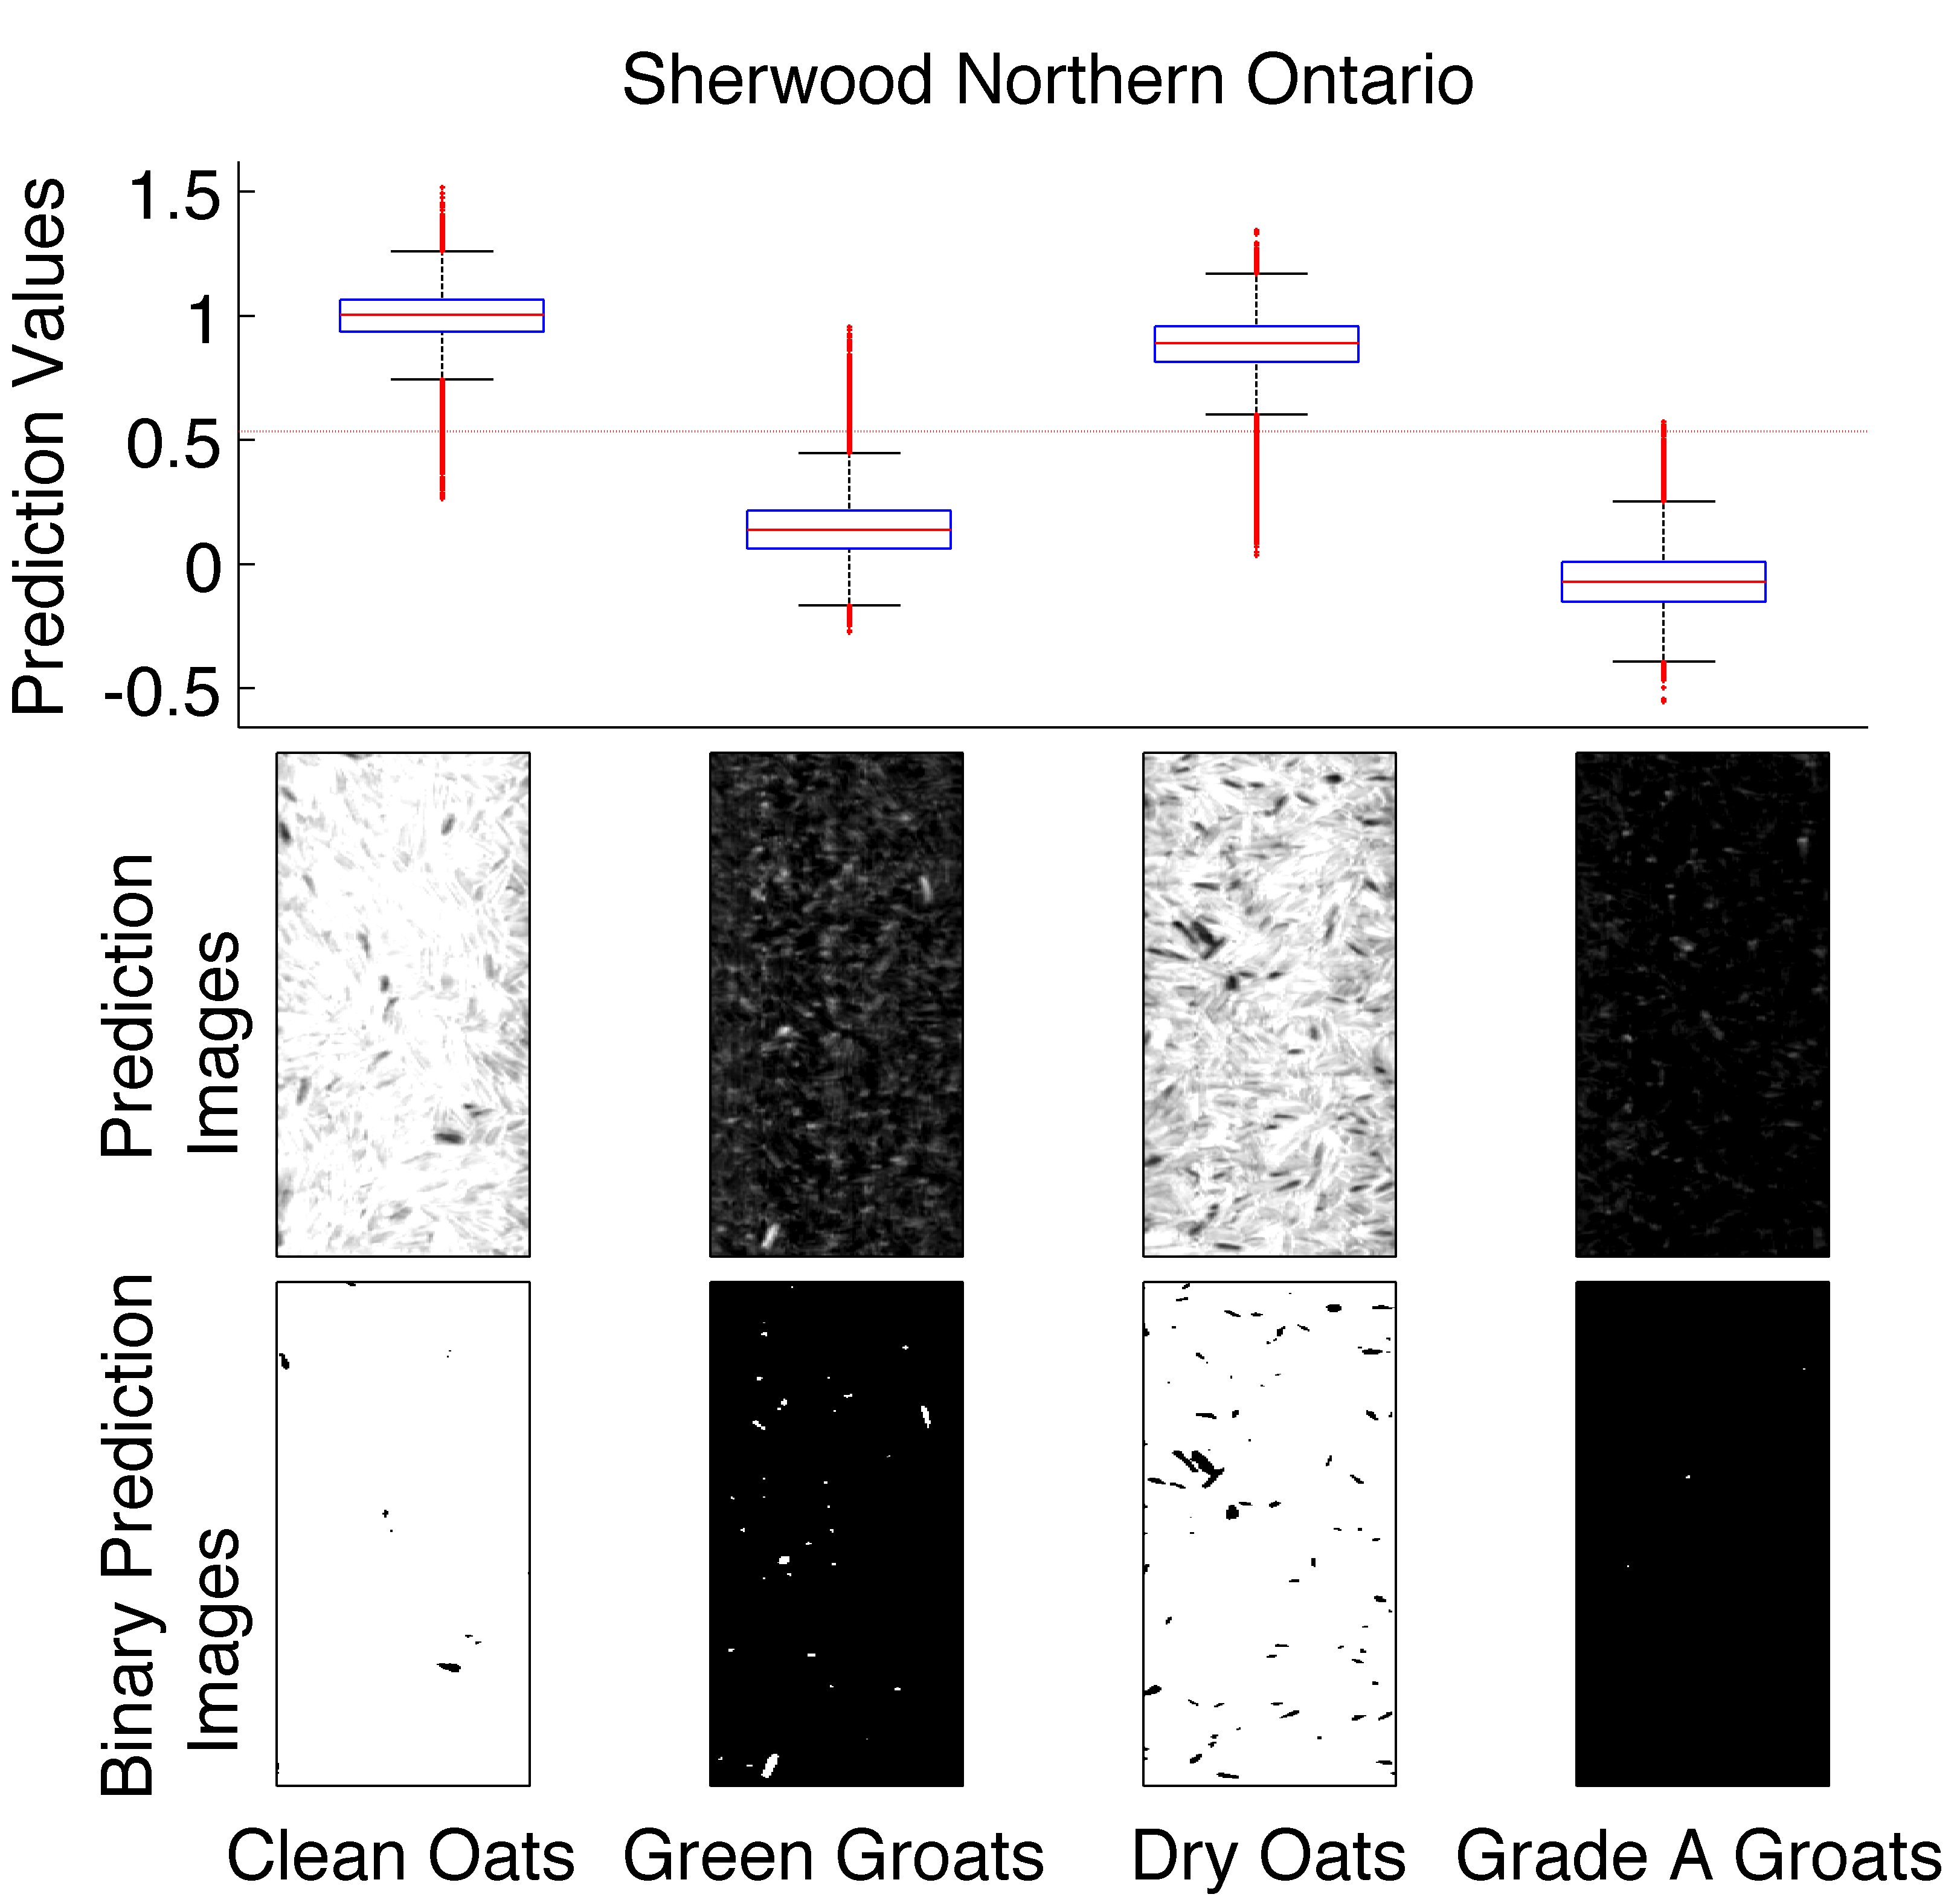 Sherwood Northern Ontario
Prediction Values
1.5
1
0.5
0
-0.5
Prediction
Images
Binary Prediction
Images
Clean Oats
Green Groats
Dry Oats
Grade A Groats